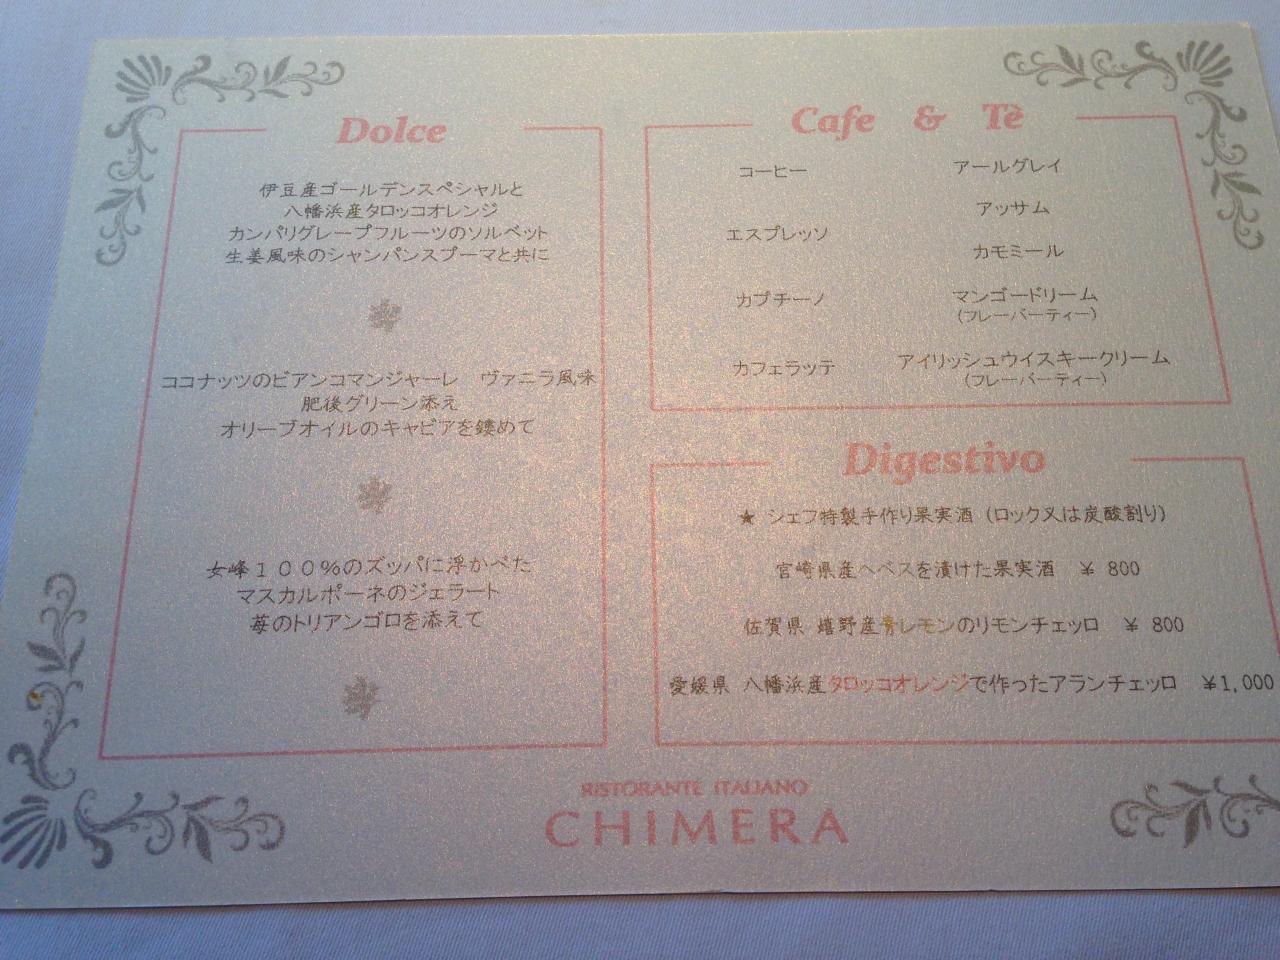 Dolce
伊豆産ゴールデンスペシャルと
八幡浜産タロッコオレンジ
カンパリグレープフルーツのソルベット
生姜風味のシャンパンスプーマと共に
ココナッツのビアンコマンジャーレ　ヴァニラ風味
肥後グリーン添え
オリーブオイルのキャビアを鏤めて
女峰１００％のズッパに浮かべた
マスカルポーネのジェラート
苺のトリアンゴロを添えて
Cafe & Tè
コーヒー
エスプレッソ
カプチーノ
カフェラッテ
アールグレイ
アッサム
カモミール
マンゴードリーム
(フレーバーティー)
アイリッシュウイスキークリーム
(フレーバーティー)
Digestivo
★ シェフ特製手作り果実酒 (ロック又は炭酸割り)
宮崎県産ヘベスを漬けた果実酒　￥ 800
佐賀県 嬉野産青レモンのリモンチェッロ　￥ 800
愛媛県 八幡浜産タロッコオレンジで作ったアランチェッロ　￥1,000
RISTORANTE ITALIANO
CHIMERA